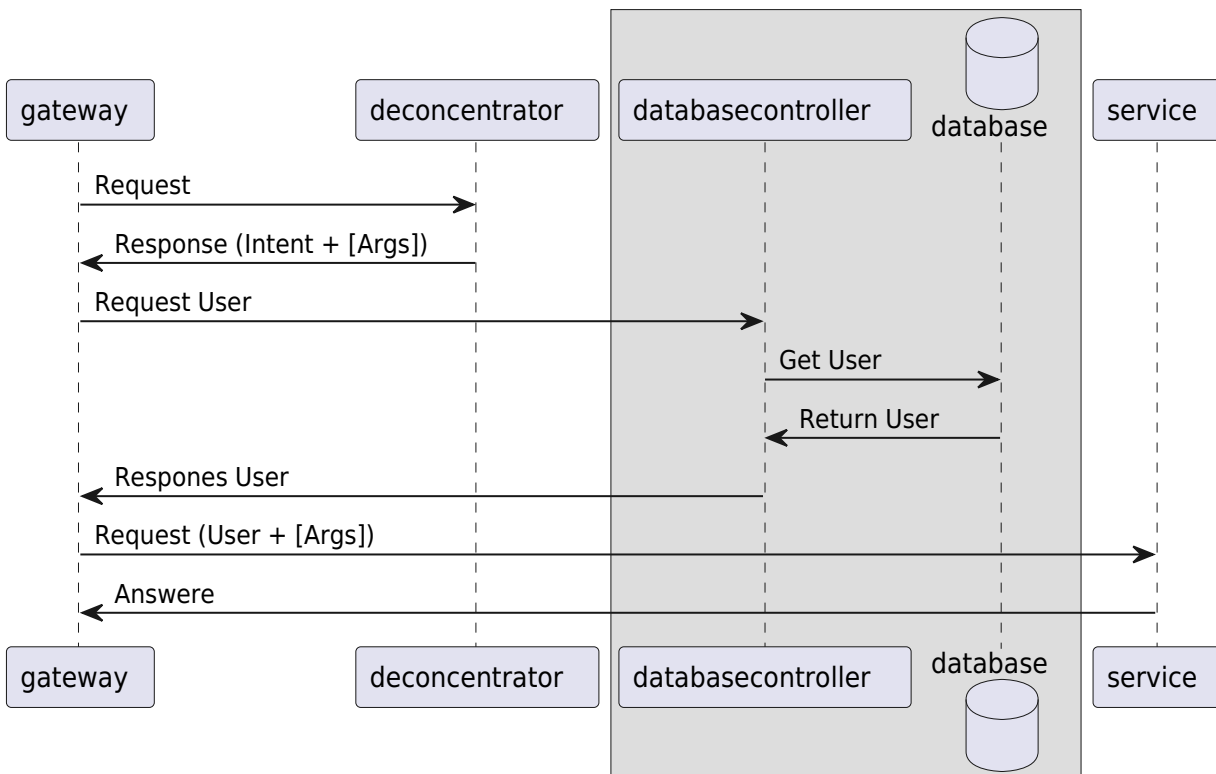 database
gateway
deconcentrator
databasecontroller
service
Request
Response (Intent + [Args])
Request User
Get User
Return User
Respones User
Request (User + [Args])
Answere
gateway
deconcentrator
databasecontroller
database
service